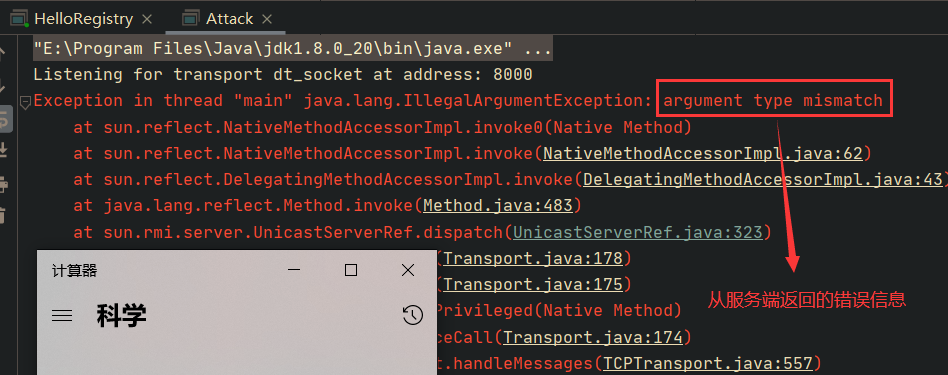 HelloRegistry
Attack
"E:\Program Files\Java\jdk1.8.0_20\bin\java.exe" ...
Listening for transport dt_socket at address: 8000
Exception in thread "main" java.lang.IllegalArgumentException: argument type mismatch
at sun.reflect.NativeMethodAccessorImpl.invoke0(Native Method)
at sun.reflect.NativeMethodAccessorImpl.invoke(NativeMethodAccessorImpl.java:62)
at sun.reflect.DelegatingMethodAccessorImpl.invoke(DelegatingMethodAccessorImpl.java:43)
at java.lang.reflect.Method.invoke(Method.java:483)
at sun.rmi.server.UnicastServerRef.dispatch(UnicastServerRef.java:323)
计算器
(Transport.java:178)
(Transport.java:175)
科学
Privileged(Native Method)
从服务端返回的错误信息
ceCall(Transport.java:174)
t.handleMessages(TCPTransport.java:557)